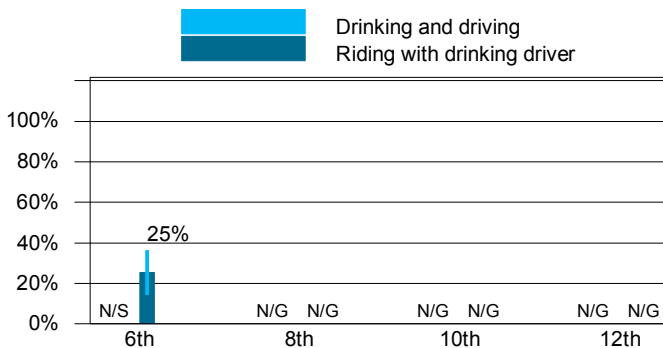 Drinking and driving
Riding with drinking driver
100%
80%
60%
40%
20%
0%
25%
N/S
N/G N/G
N/G N/G
N/G N/G
6th 8th 10th 12th